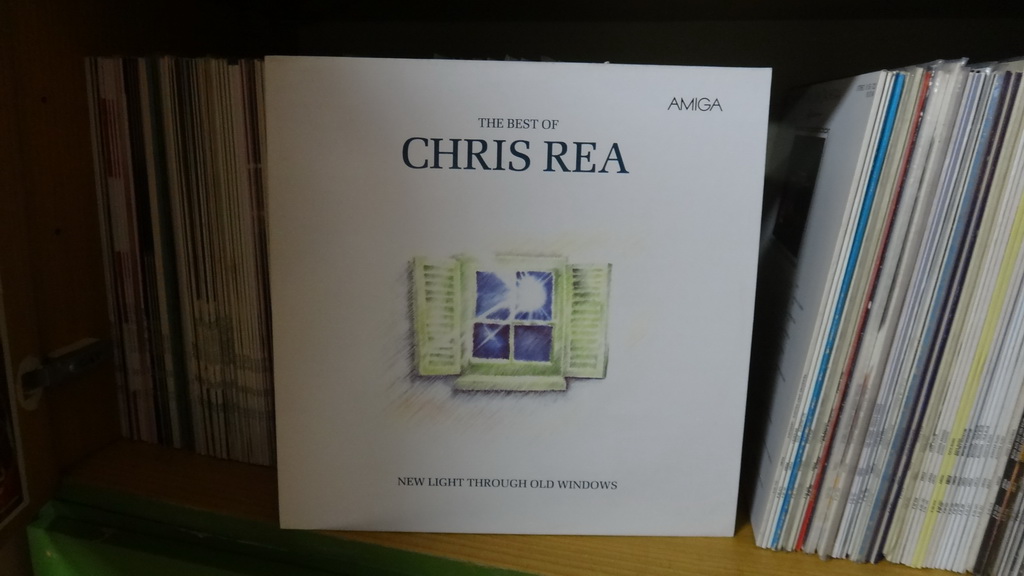 AMIGA
THE BEST OF
CHRIS REA
NEW LIGHT THROUGH OLD WINDOWS